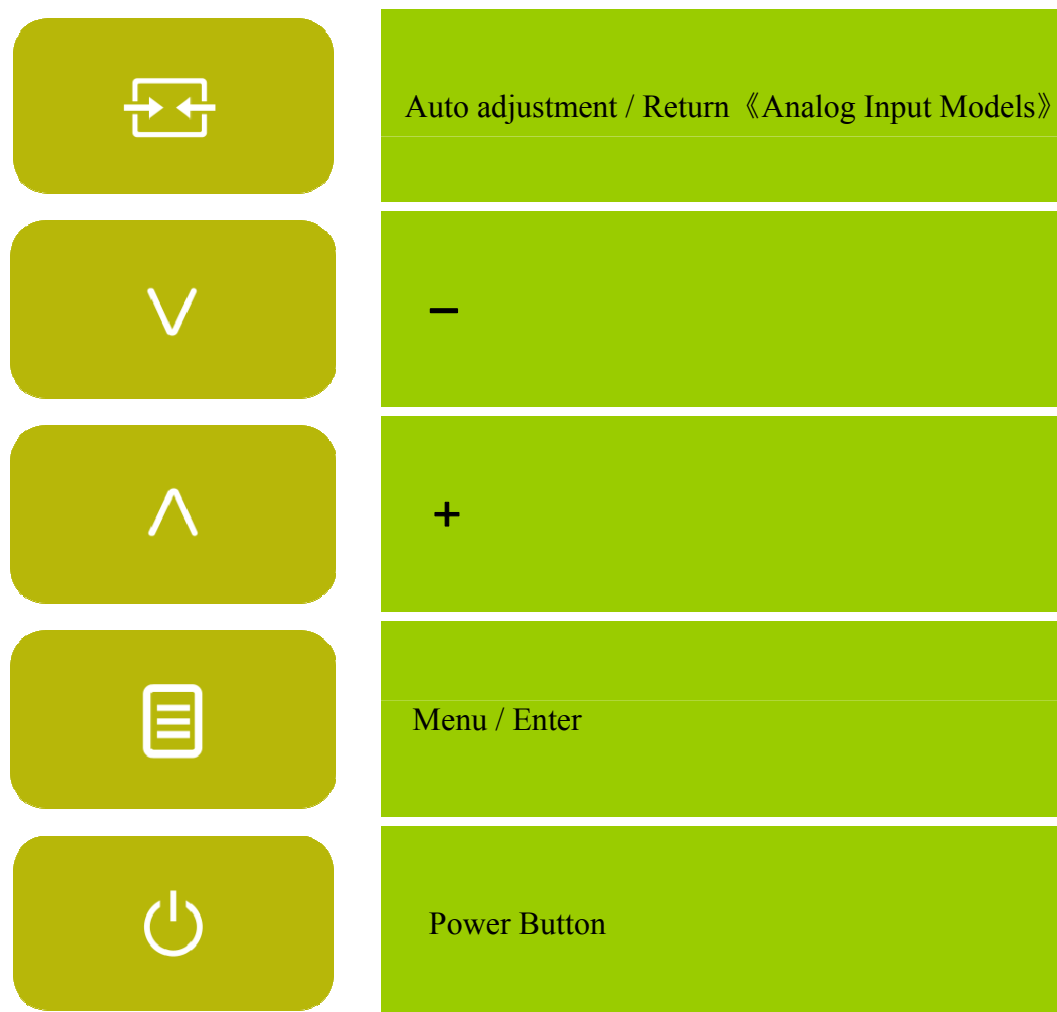 Auto adjustment / Return《Analog Input Models》
−
+
Menu / Enter
Power Button